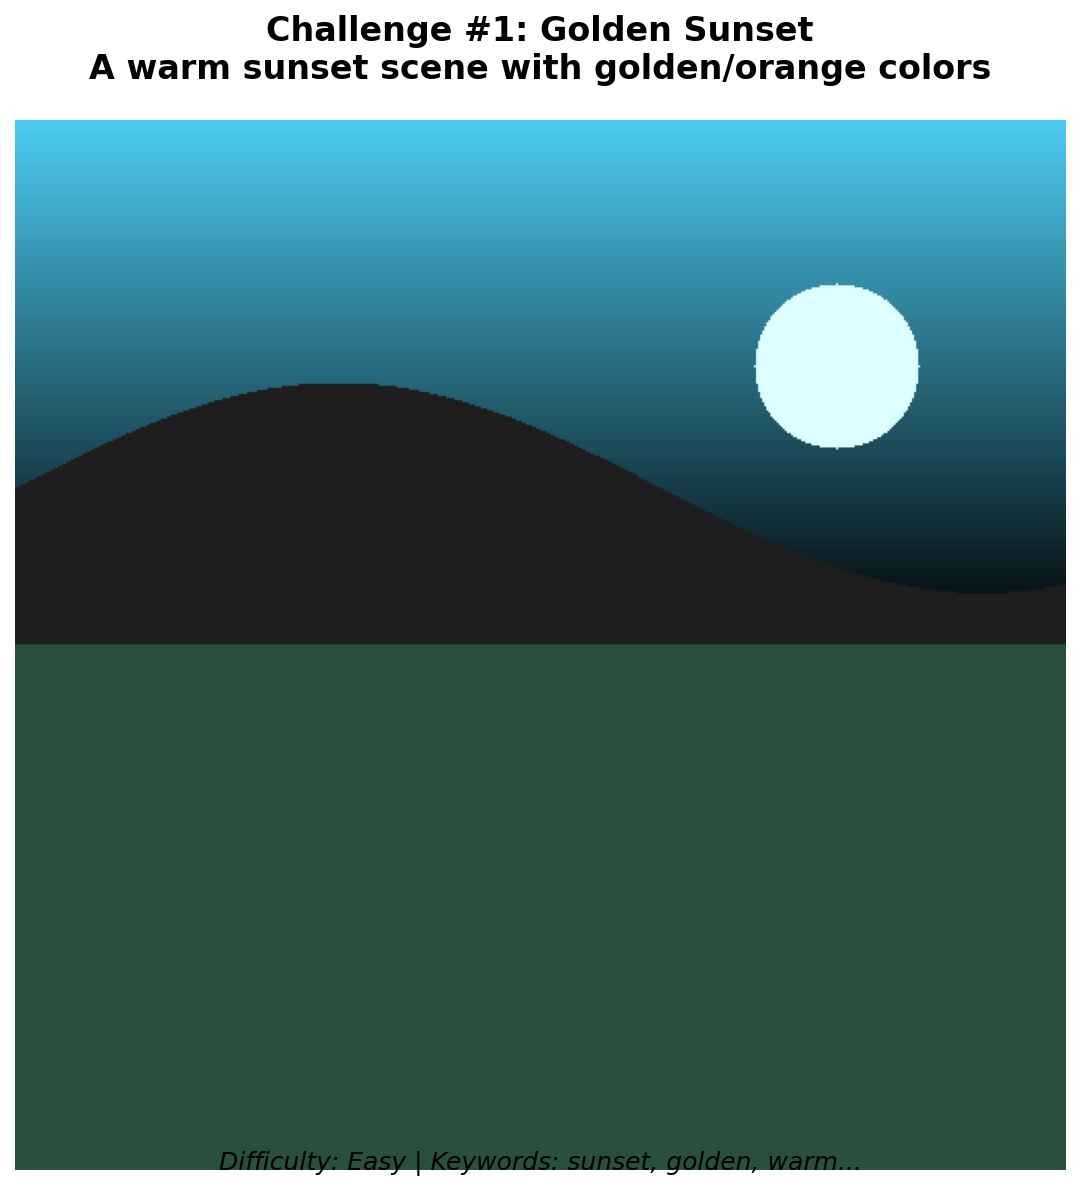 Challenge #1: Golden Sunset
A warm sunset scene with golden/orange colors
Difficulty: Easy | Keywords: sunset, golden, warm...